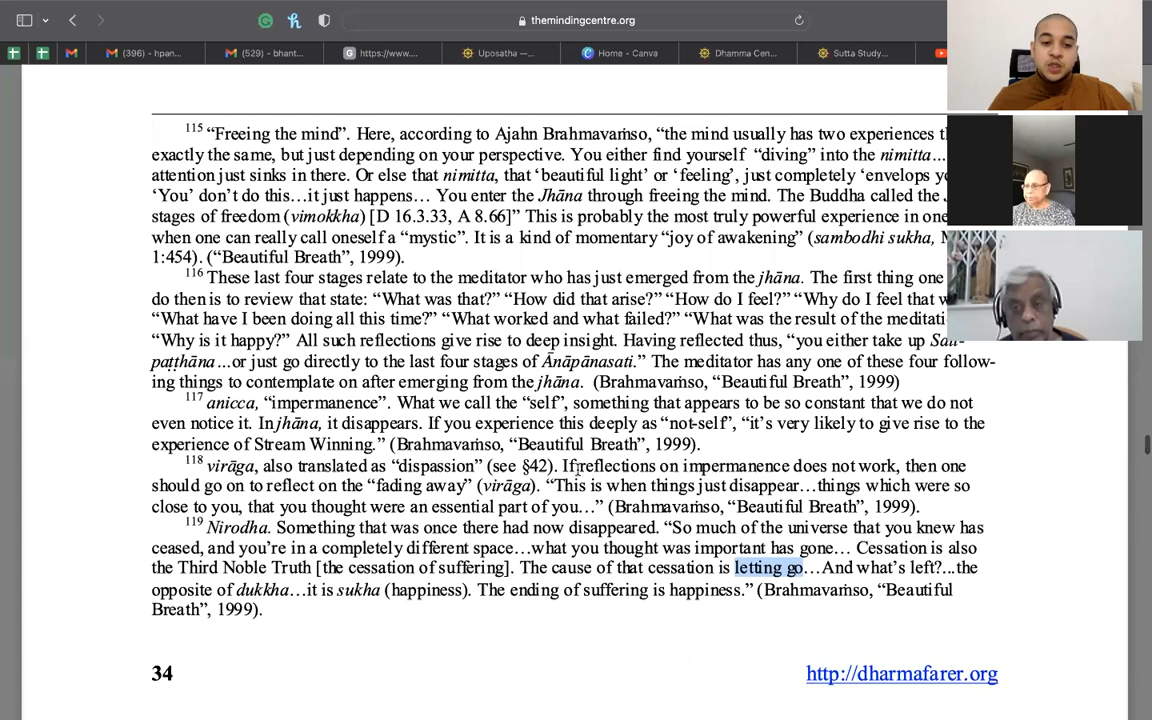 themindingcentre.org
(396) - hpan...
(529) - bhant...
https://www....
Uposatha —...
Home - Canva
Dhamma Cen...
Sutta Study...
115 “Freeing the mind”. Here, according to Ajahn Brahmavaṁso, “the mind usually has two experiences
exactly the same, but just depending on your perspective. You either find yourself “diving” into the nimitta…
attention just sinks in there. Or else that nimitta, that ‘beautiful light’ or ‘feeling’, just completely ‘envelops
‘You’ don’t do this…it just happens… You enter the Jhāna through freeing the mind. The Buddha called the
stages of freedom (vimokkha) [D 16.3.33, A 8.66]” This is probably the most truly powerful experience in one
when one can really call oneself a “mystic”. It is a kind of momentary “joy of awakening” (sambodhi sukha,
1:454). (“Beautiful Breath”, 1999).
116 These last four stages relate to the meditator who has just emerged from the jhāna. The first thing one
do then is to review that state: “What was that?” “How did that arise?” “How do I feel?” “Why do I feel that
“What have I been doing all this time?” “What worked and what failed?” “What was the result of the
“Why is it happy?” All such reflections give rise to deep insight. Having reflected thus, “you either take up
paṭṭhāna…or just go directly to the last four stages of Ānāpānasati.” The meditator has any one of these four follow-
ing things to contemplate on after emerging from the jhāna. (Brahmavaṁso, “Beautiful Breath”, 1999)
117 anicca, “impermanence”. What we call the “self”, something that appears to be so constant that we do not
even notice it. In jhāna, it disappears. If you experience this deeply as “not-self”, “it’s very likely to give rise to the
experience of Stream Winning.” (Brahmavaṁso, “Beautiful Breath”, 1999).
118 virāga, also translated as “dispassion” (see §42). If reflections on impermanence does not work, then one
should go on to reflect on the “fading away” (virāga). “This is when things just disappear…things which were so
close to you, that you thought were an essential part of you…” (Brahmavaṁso, “Beautiful Breath”, 1999).
119 Nirodha. Something that was once there had now disappeared. “So much of the universe that you knew has
ceased, and you’re in a completely different space…what you thought was important has gone… Cessation is also
the Third Noble Truth [the cessation of suffering]. The cause of that cessation is letting go…And what’s left?...the
opposite of dukkha…it is sukha (happiness). The ending of suffering is happiness.” (Brahmavaṁso, “Beautiful
Breath”, 1999).
34
http://dharmafarer.org